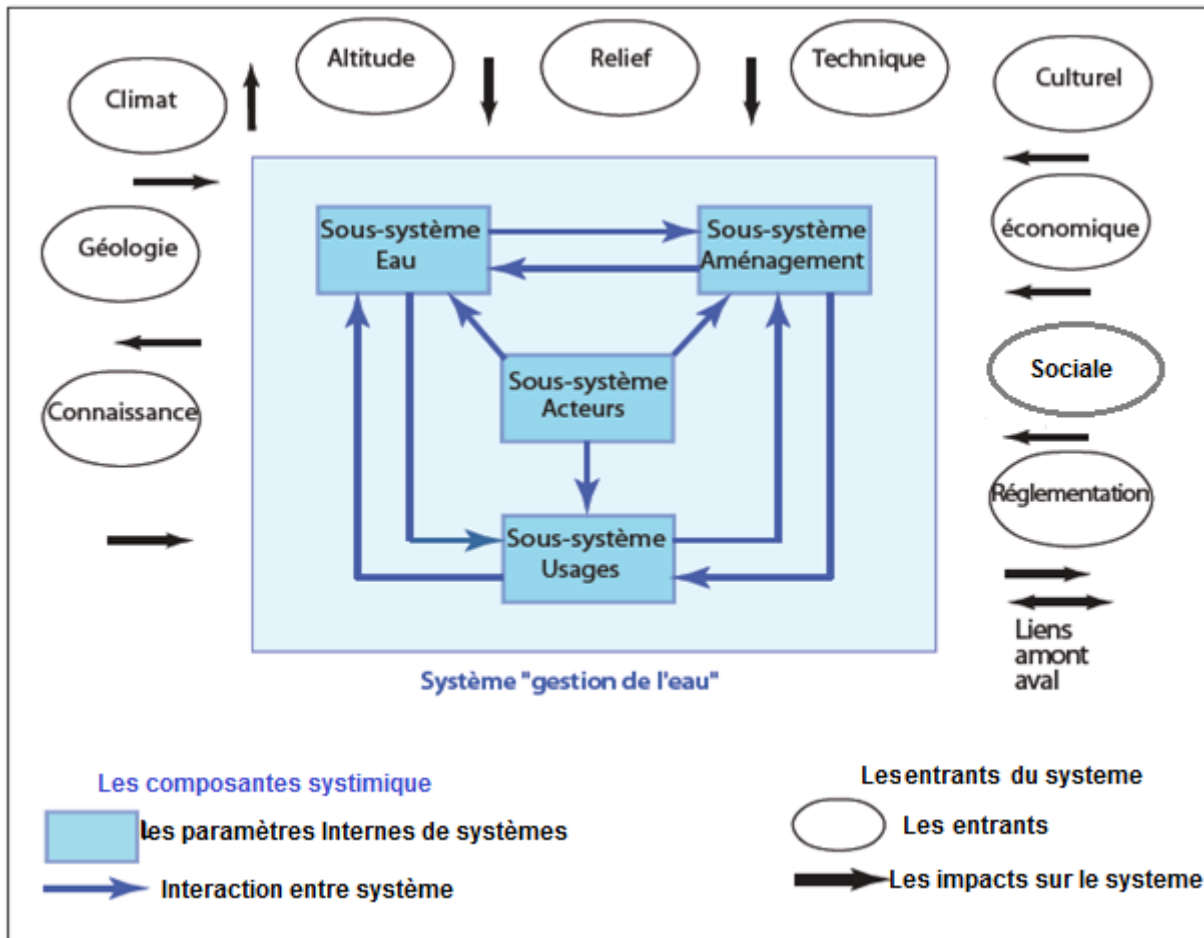 Altitude
Relief
Technique
Culturel
Climat
Géologie
économique
Connaissance
Sociale
Réglementation
Sous-système
Eau
Sous-système
Aménagement
Sous-système
Acteurs
Sous-système
Usages
Liens
amont
aval
Système "gestion de l'eau"
Les composantes systimique
Les paramètres Internes de systèmes
Interaction entre système
Lesentrants du systeme
Les entrants
Les impacts sur le systeme